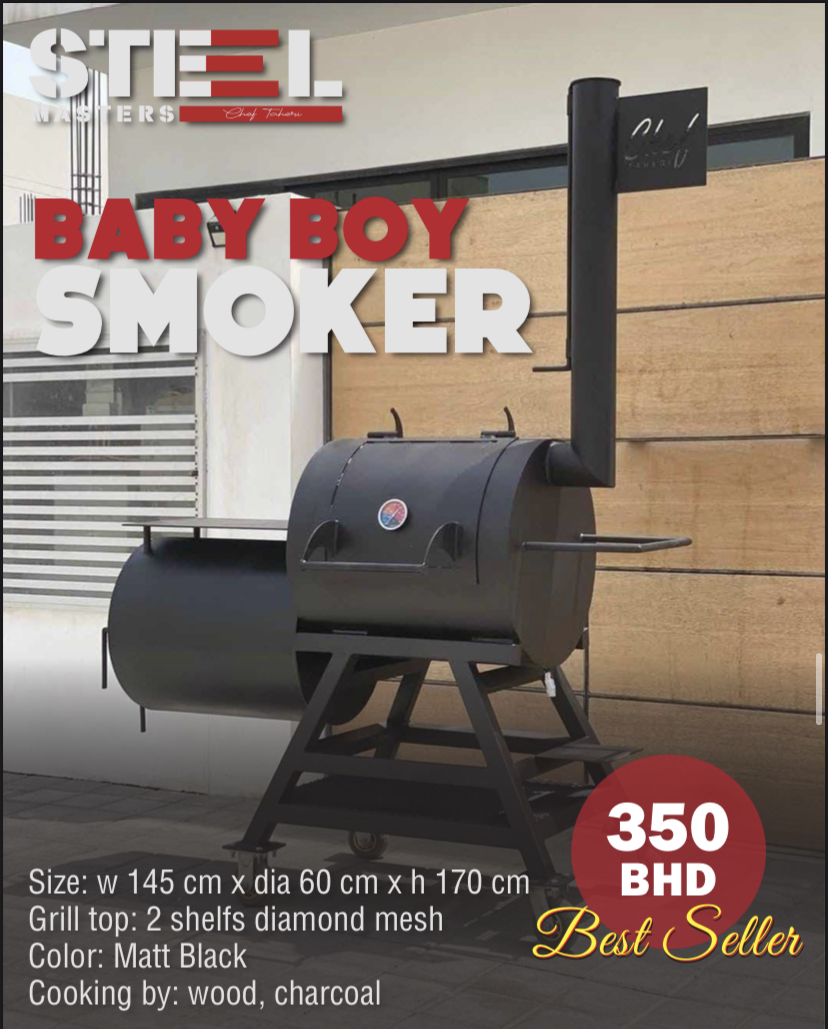 STEEL
MASTERS
BABY BOY
SMOKER
Chef
350
BHD
Best Seller
Size: w 145 cm x dia 60 cm x h 170 cm
Grill top: 2 shelfs diamond mesh
Color: Matt Black
Cooking by: wood, charcoal